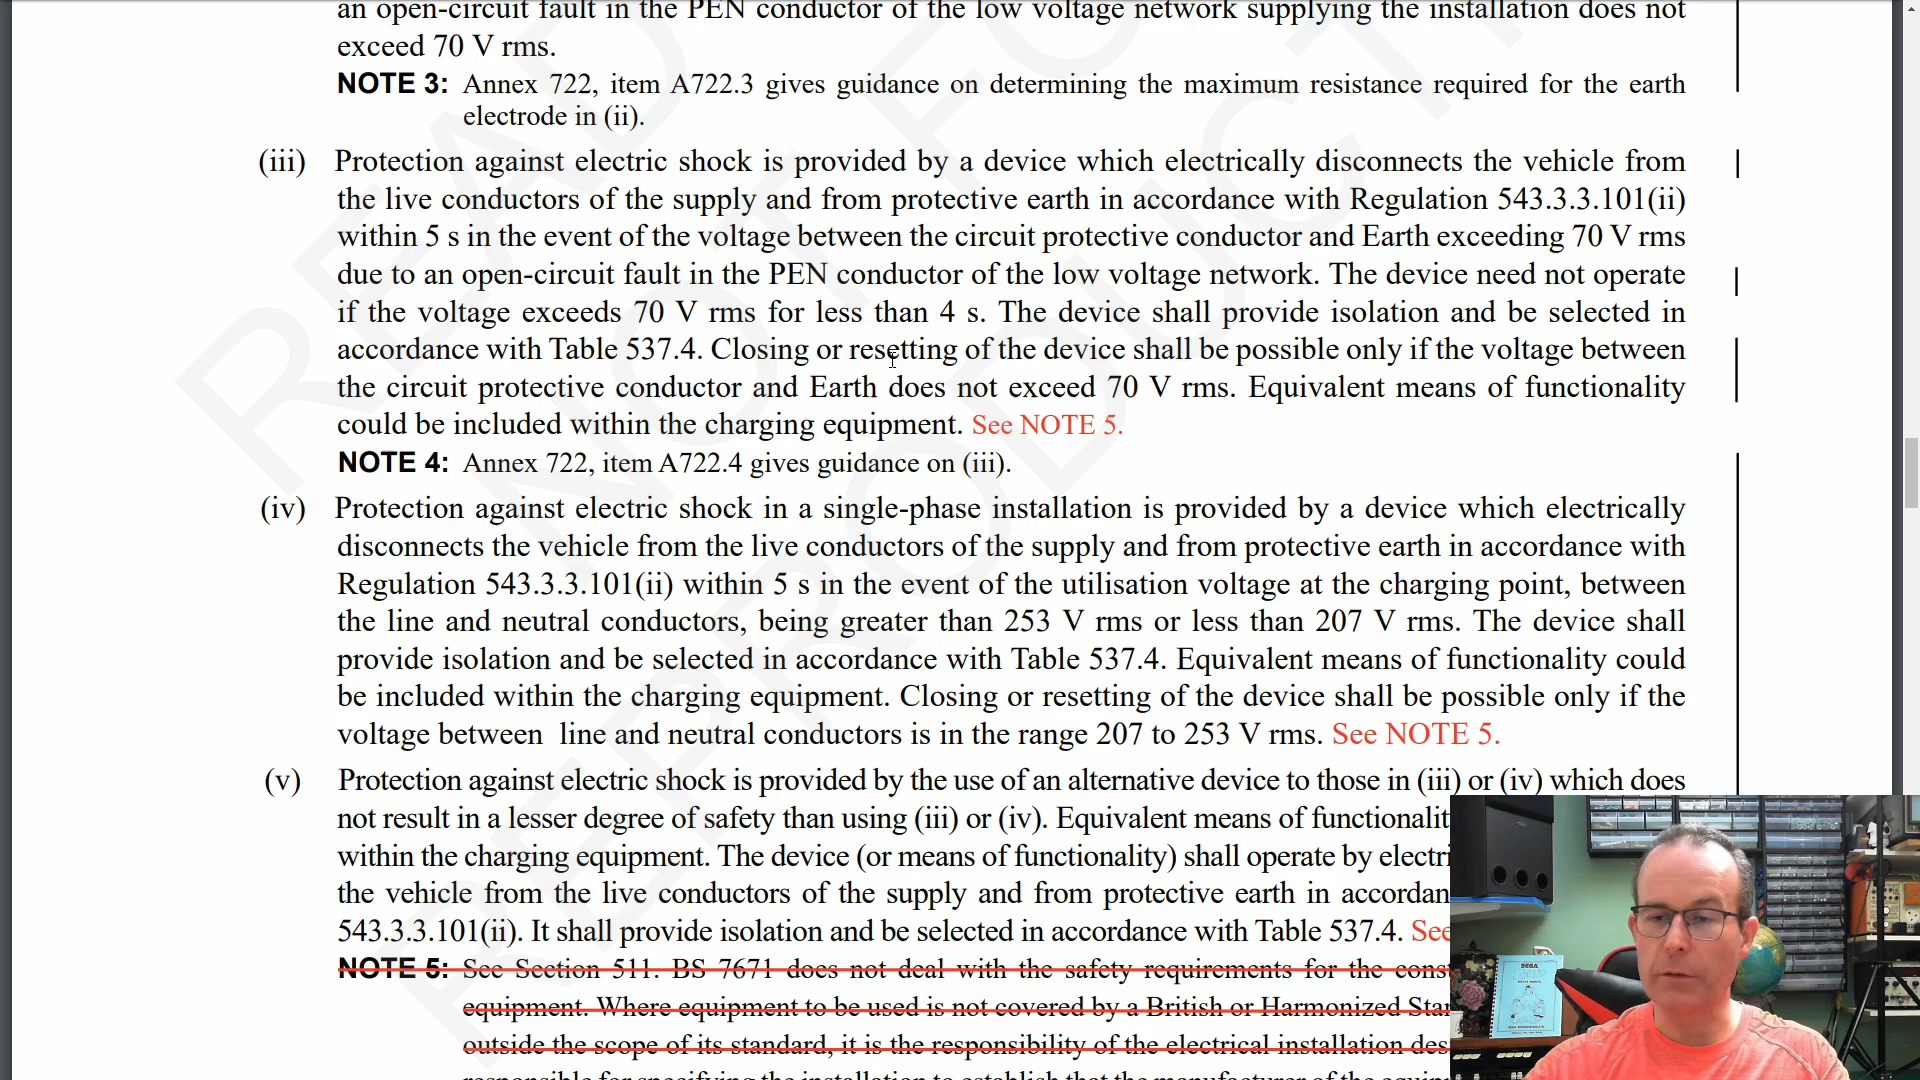 an open-circuit fault in the PEN conductor of the low voltage network supplying the installation does not
exceed 70 V rms.
NOTE 3: Annex 722, item A722.3 gives guidance on determining the maximum resistance required for the earth
electrode in (ii).
(iii) Protection against electric shock is provided by a device which electrically disconnects the vehicle from
the live conductors of the supply and from protective earth in accordance with Regulation 543.3.3.101(ii)
within 5 s in the event of the voltage between the circuit protective conductor and Earth exceeding 70 V rms
due to an open-circuit fault in the PEN conductor of the low voltage network. The device need not operate
if the voltage exceeds 70 V rms for less than 4 s. The device shall provide isolation and be selected in
accordance with Table 537.4. Closing or resetting of the device shall be possible only if the voltage between
the circuit protective conductor and Earth does not exceed 70 V rms. Equivalent means of functionality
could be included within the charging equipment. See NOTE 5.
NOTE 4: Annex 722, item A722.4 gives guidance on (iii).
(iv) Protection against electric shock in a single-phase installation is provided by a device which electrically
disconnects the vehicle from the live conductors of the supply and from protective earth in accordance with
Regulation 543.3.3.101(ii) within 5 s in the event of the utilisation voltage at the charging point, between
the line and neutral conductors, being greater than 253 V rms or less than 207 V rms. The device shall
provide isolation and be selected in accordance with Table 537.4. Equivalent means of functionality could
be included within the charging equipment. Closing or resetting of the device shall be possible only if the
voltage between line and neutral conductors is in the range 207 to 253 V rms. See NOTE 5.
(v) Protection against electric shock is provided by the use of an alternative device to those in (iii) or (iv) which does
not result in a lesser degree of safety than using (iii) or (iv). Equivalent means of functionalit
within the charging equipment. The device (or means of functionality) shall operate by electri
the vehicle from the live conductors of the supply and from protective earth in accordan
543.3.3.101(ii). It shall provide isolation and be selected in accordance with Table 537.4. See
NOTE 5: See Section 511. BS 7671 does not deal with the safety requirements for the cons
equipment. Where equipment to be used is not covered by a British or Harmonized Sta
outside the scope of its standard, it is the responsibility of the electrical installation des
responsible for specifying the installation to establish that the manufacturer of the equip
SEGA